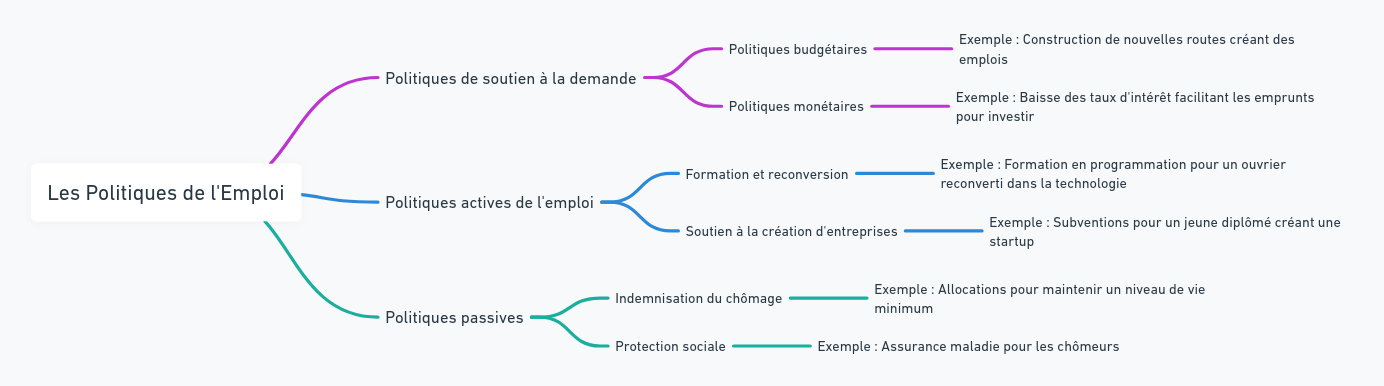 Les Politiques de l'Emploi
Politiques de soutien à la demande
Politiques budgétaires
Exemple : Construction de nouvelles routes créant des
emplois
Politiques monétaires
Exemple : Baisse des taux d'intérêt facilitant les emprunts
pour investir
Politiques actives de l'emploi
Formation et reconversion
Exemple : Formation en programmation pour un ouvrier
reconverti dans la technologie
Soutien à la création d'entreprises
Exemple : Subventions pour un jeune diplômé créant une
startup
Politiques passives
Indemnisation du chômage
Exemple : Allocations pour maintenir un niveau de vie
minimum
Protection sociale
Exemple : Assurance maladie pour les chômeurs